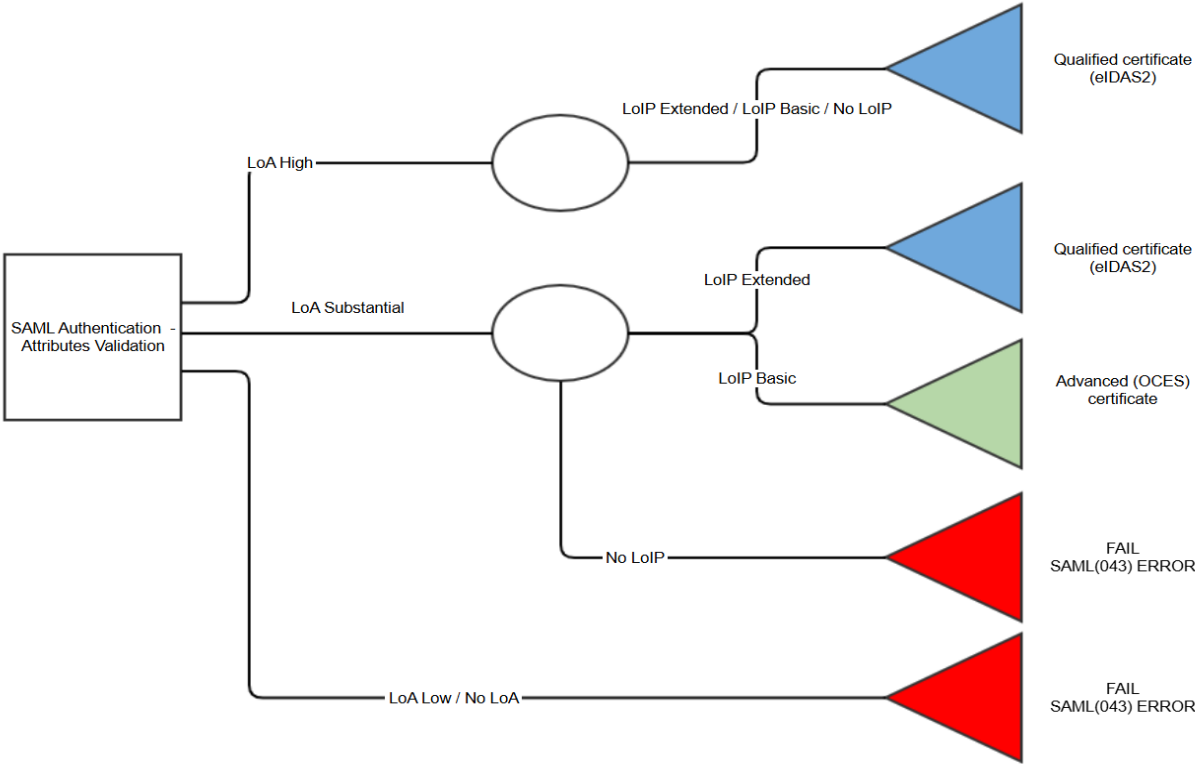 Qualified certificate
(eIDAS2)
LoIP Extended / LoIP Basic / No LoIP
LoA High
Qualified certificate
(eIDAS2)
LoIP Extended
LoA Substantial
SAML Authentication -
Attributes Validation
LoIP Basic
Advanced (OCES)
certificate
No LoIP
FAIL
SAML(043) ERROR
LoA Low / No LoA
FAIL
SAML(043) ERROR